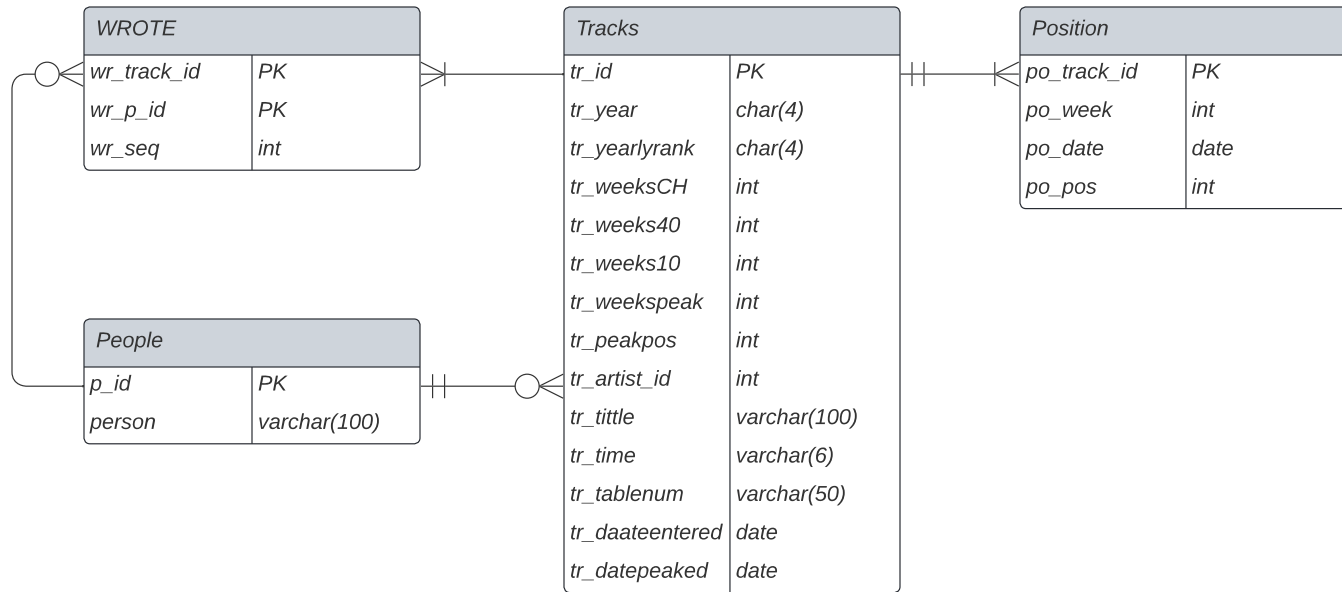 WROTE
wr_track_id PK
wr_p_id PK
wr_seq int
People
p_id PK
person varchar(100)
Tracks
tr_id PK
tr_year char(4)
tr_yearlyrank char(4)
tr_weeksCH int
tr_weeks40 int
tr_weeks10 int
tr_weekspeak int
tr_peakpos int
tr_artist_id int
tr_tittle varchar(100)
tr_time varchar(6)
tr_tablenum varchar(50)
tr_daateentered date
tr_datepeaked date
Position
po_track_id PK
po_week int
po_date date
po_pos int